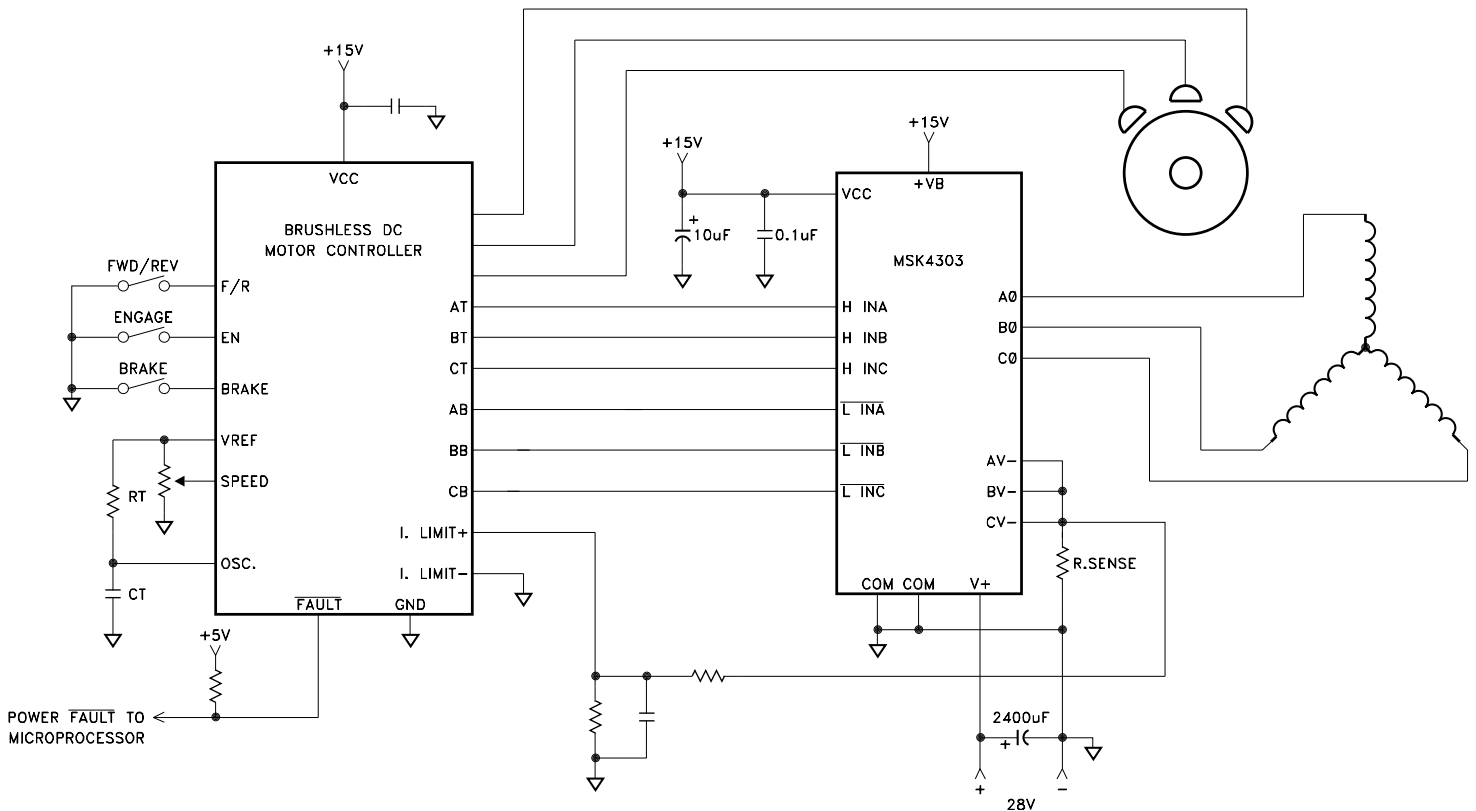 +15V
VCC
BRUSHLESS DC
MOTOR CONTROLLER
FWD/REV
F/R
ENGAGE
EN
BRAKE
BRAKE
VREF
SPEED
RT
OSC.
CT
FAULT
GND
+5V
POWER FAULT TO
MICROPROCESSOR
AT
BT
CT
AB
BB
CB
I. LIMIT+
I. LIMIT-
+15V
+
10uF
0.1uF
+15V
+VB
VCC
MSK4303
H INA
H INB
H INC
L INA
L INB
L INC
AØ
BØ
CØ
AV-
BV-
CV-
R.SENSE
COM COM
V+
2400uF
+
+
-
28V